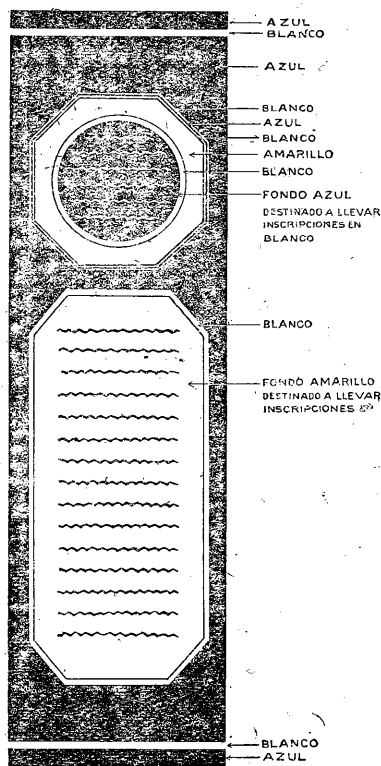 AZUL
BLANCO
AZUL
BLANCO
AZUL
BLANCO
AMARILLO
BLANCO
FONDO AZUL
DESTINADO A LLEVAR
INSCRIPCIONES EN
BLANCO
BLANCO
FONDO AMARILLO
DESTINADO A LLEVAR
INSCRIPCIONES
BLANCO
AZUL